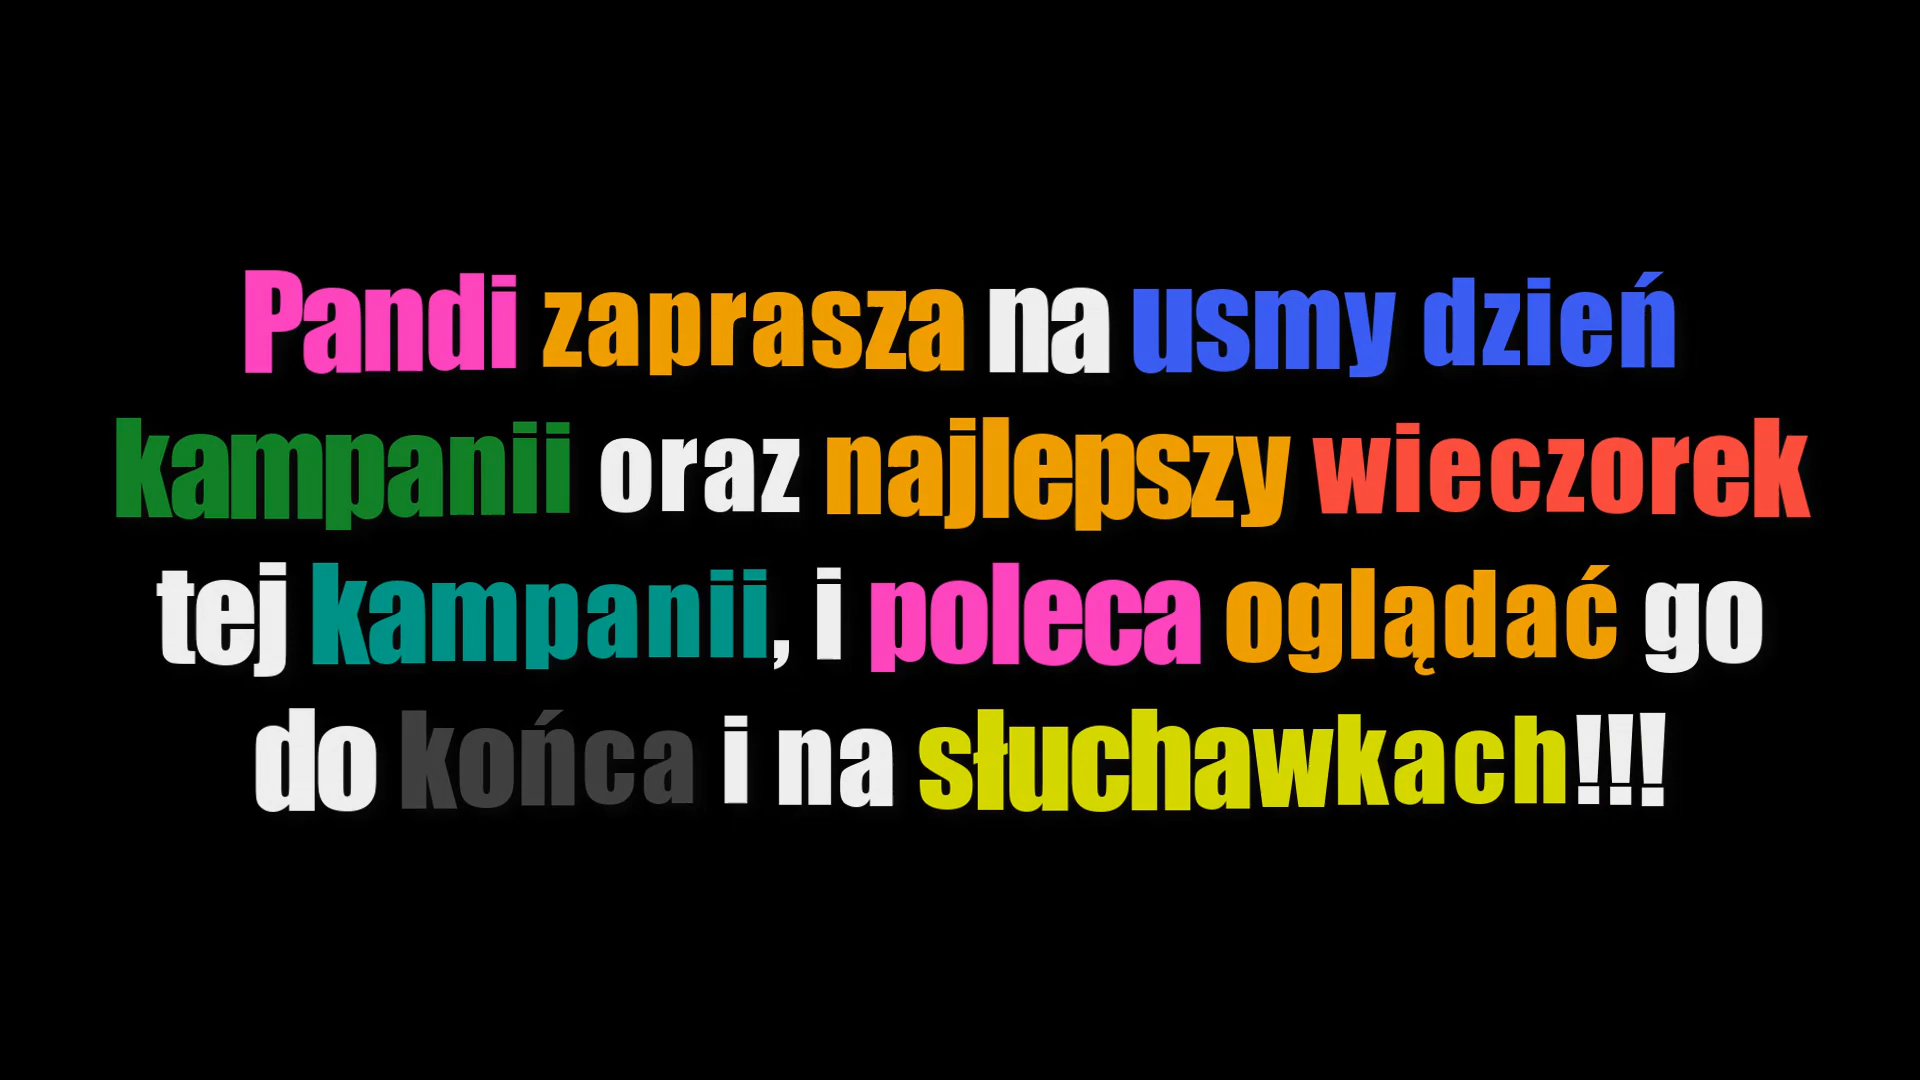 Pandi zaprasza na usmy dzień
kampanii oraz najlepszy wieczorek
tej kampanii, i poleca oglądać go
do końca i na słuchawkach!!!